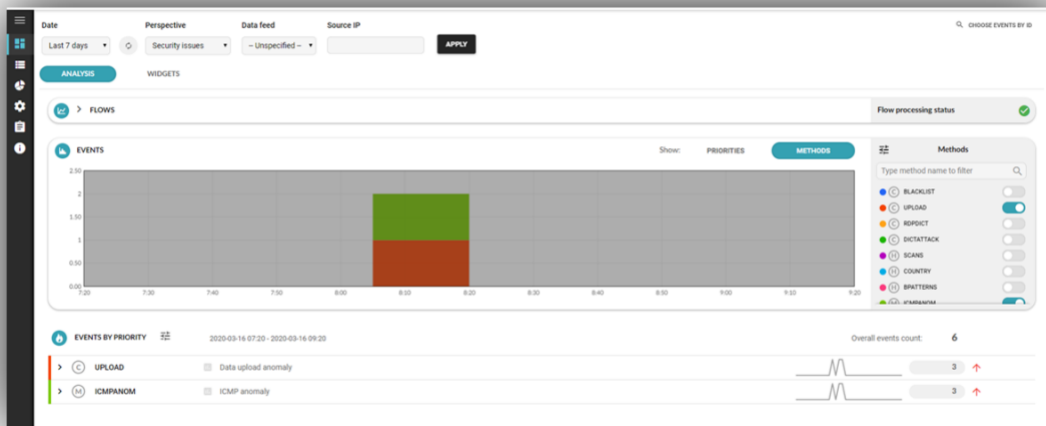 Date Perspective Data feed Source IP
CHOOSE EVENTS BY ID
Last 7 days Security issues -- Unspecified -- APPLY
ANALYSIS WIDGETS
FLOWS
Flow processing status
EVENTS
Show: PRIORITIES METHODS
Methods
Type method name to filter
2.50
2
1.50
1
0.50
0.00
7:20 7:30 7:40 7:50 8:00 8:10 8:20 8:30 8:40 8:50 9:00 9:10 9:20
C BLACKLIST
C UPLOAD
C RDPDICT
C DICTATTACK
H SCANS
H COUNTRY
H BPATTERNS
M ICMPANOM
EVENTS BY PRIORITY 2020-03-16 07:20 - 2020-03-16 09:20 Overall events count: 6
C UPLOAD Data upload anomaly 3
M ICMPANOM ICMP anomaly 3